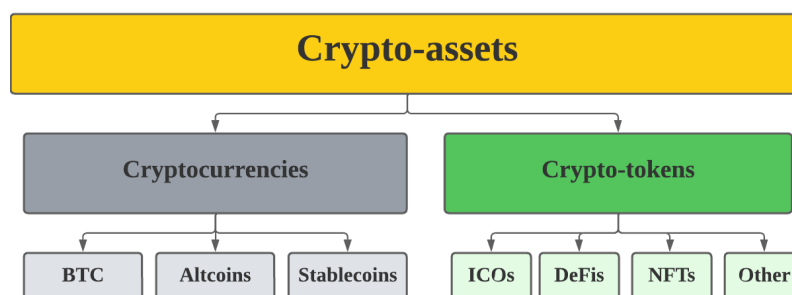 Crypto-assets
Cryptocurrencies
Crypto-tokens
BTC
Altcoins
Stablecoins
ICOs
DeFis
NFTs
Other